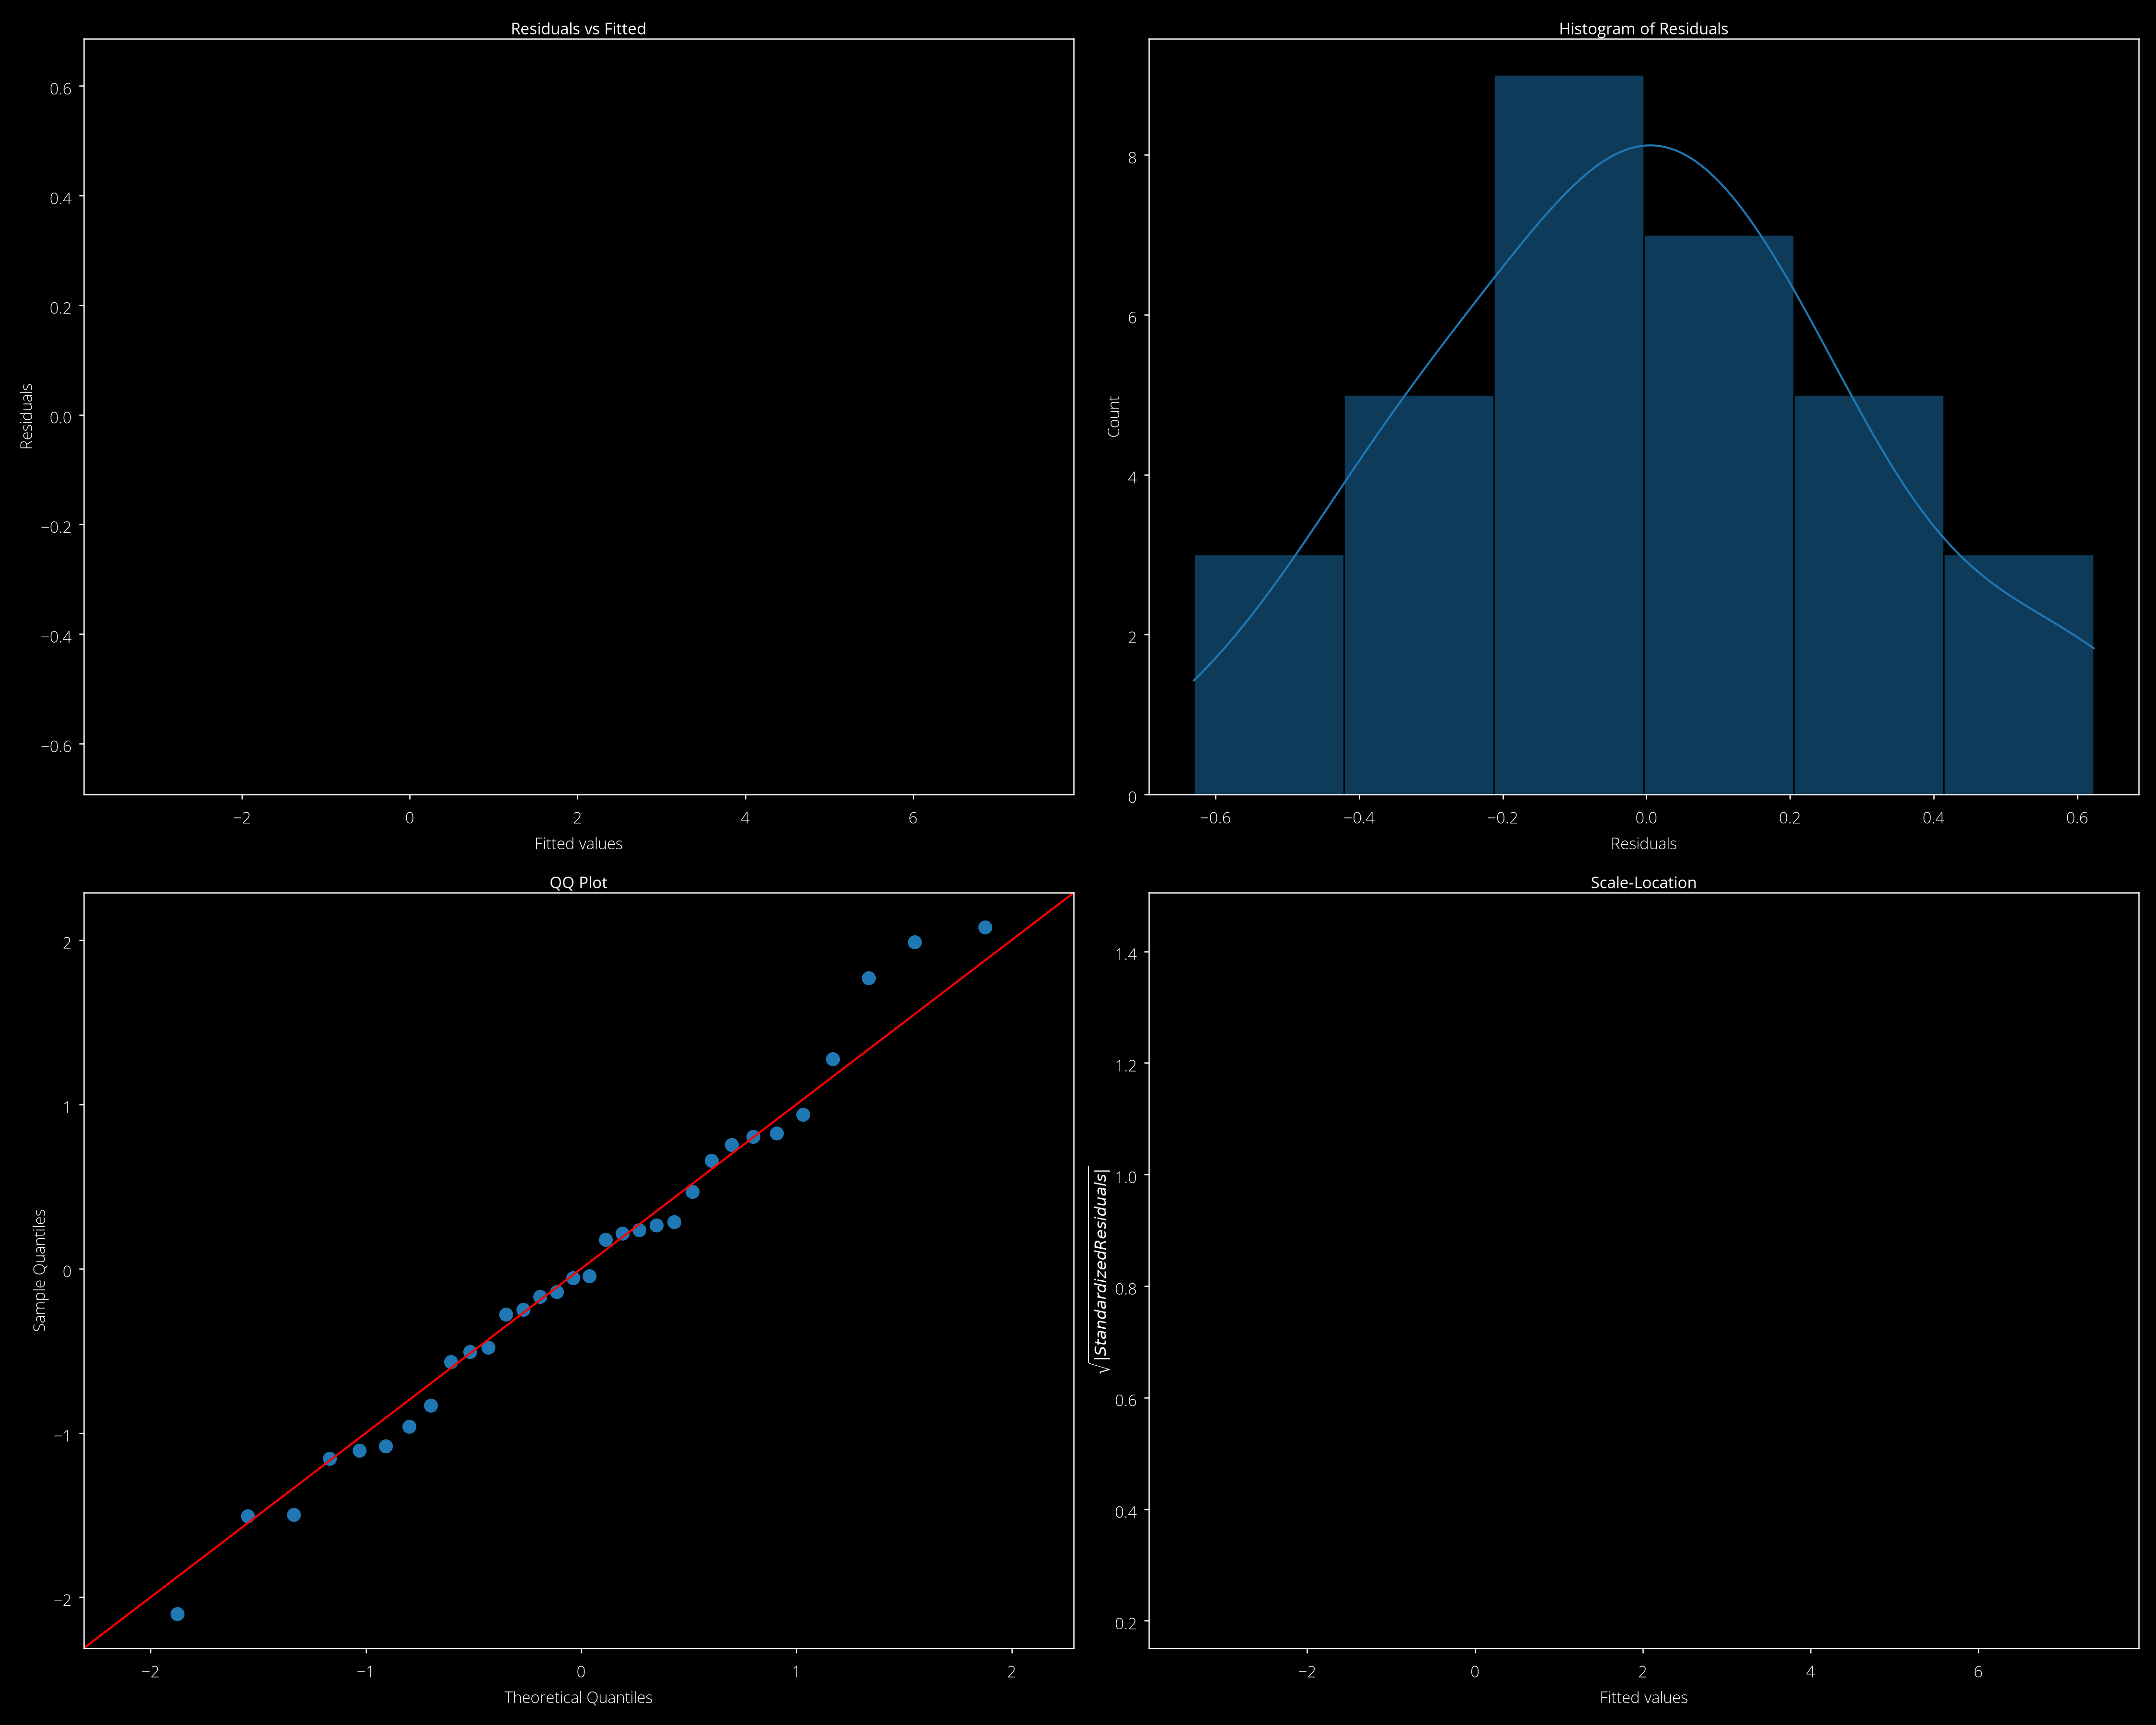 Residuals vs Fitted
Residuals
0.6
0.4
0.2
0.0
−0.2
−0.4
−0.6
−2 0 2 4 6
Fitted values
Histogram of Residuals
Count
8
6
4
2
0
−0.6 −0.4 −0.2 0.0 0.2 0.4 0.6
Residuals
QQ Plot
Sample Quantiles
2
1
0
−1
−2
−2 −1 0 1 2
Theoretical Quantiles
Scale-Location
√|StandardizedResiduals|
1.4
1.2
1.0
0.8
0.6
0.4
0.2
−2 0 2 4 6
Fitted values